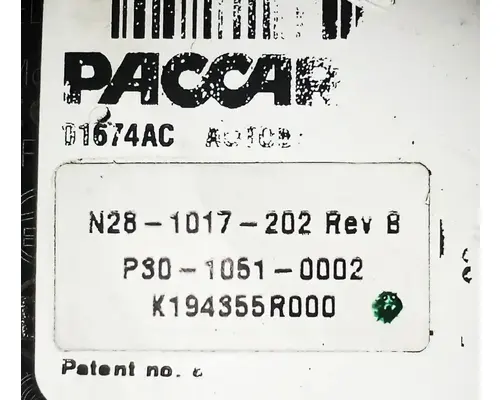 PACCAR
01674AC
N28-1017-202 Rev B
P30-1051-0002
K194355R000
Patent no.